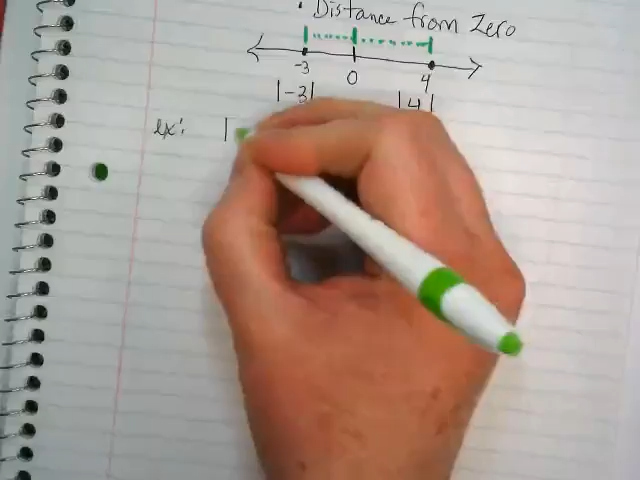 • Distance from Zero
-3 0 4
|-3| |4|
ex: |